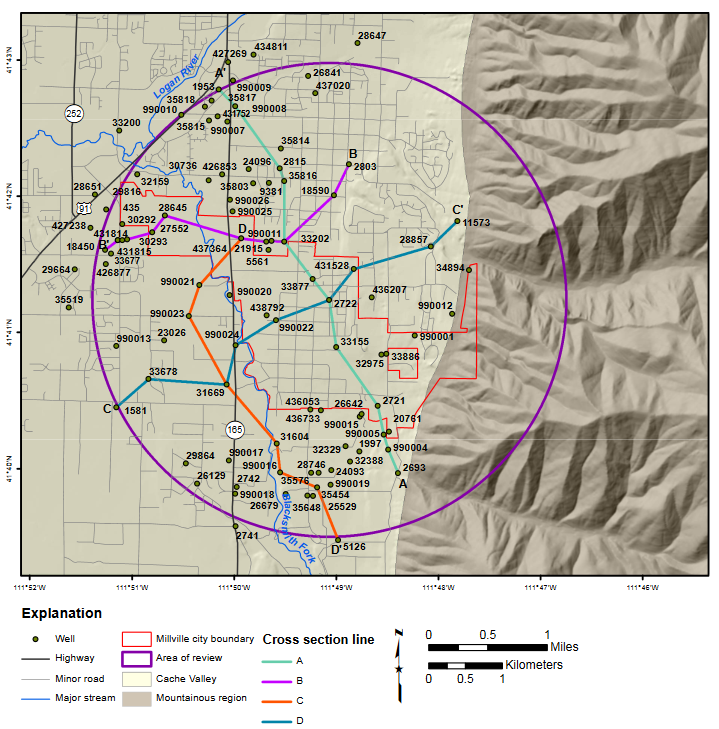 28647
434811
427269
41°43'N
A'
26841
Logan River
1953
990009
437020
35818
35817
990010
431752
990008
252
33200
35815
990007
35814
B
30736
426853
24096
2815
2803
32159
35816
41°42'N
28651
29816
35803
9381
18590
990026
C'
91
435
28645
990025
11573
427238
30292
27552
D
990011
431814
30293
437364
21915
33202
28857
18450
B'
431815
5561
33677
431528
34894
29664
426877
33877
990021
990020
436207
35519
438792
2722
990012
990023
41°41'N
990013
23026
990024
990022
33155
990001
32975
33886
33678
31669
436053
26642
2721
C
1581
436733
990015
20761
165
990005
31604
1997
990004
41°40'N
29864
990017
990016
32329
32388
28746
24093
2693
26129
2742
35576
990019
A
990018
35454
26679
35648
25529
Blacksmith Fork
2741
D'
5126
111°52'W
111°51'W
111°50'W
111°49'W
111°48'W
111°47'W
111°46'W
Explanation
Well
Highway
Minor road
Major stream
Millville city boundary
Area of review
Cache Valley
Mountainous region
Cross section line
A
B
C
D
N
0 0.5 1
Miles
Kilometers
0 0.5 1